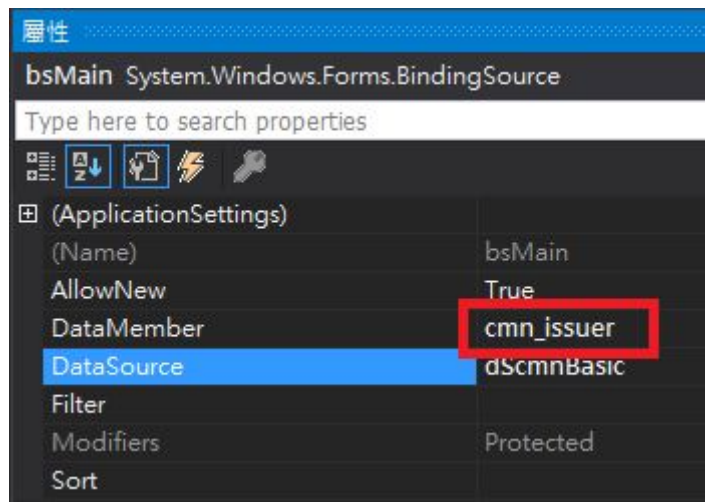 屬性
bsMain System.Windows.Forms.BindingSource
Type here to search properties
(ApplicationSettings)
(Name) bsMain
AllowNew True
DataMember cmn_issuer
DataSource dScmnBasic
Filter
Modifiers Protected
Sort